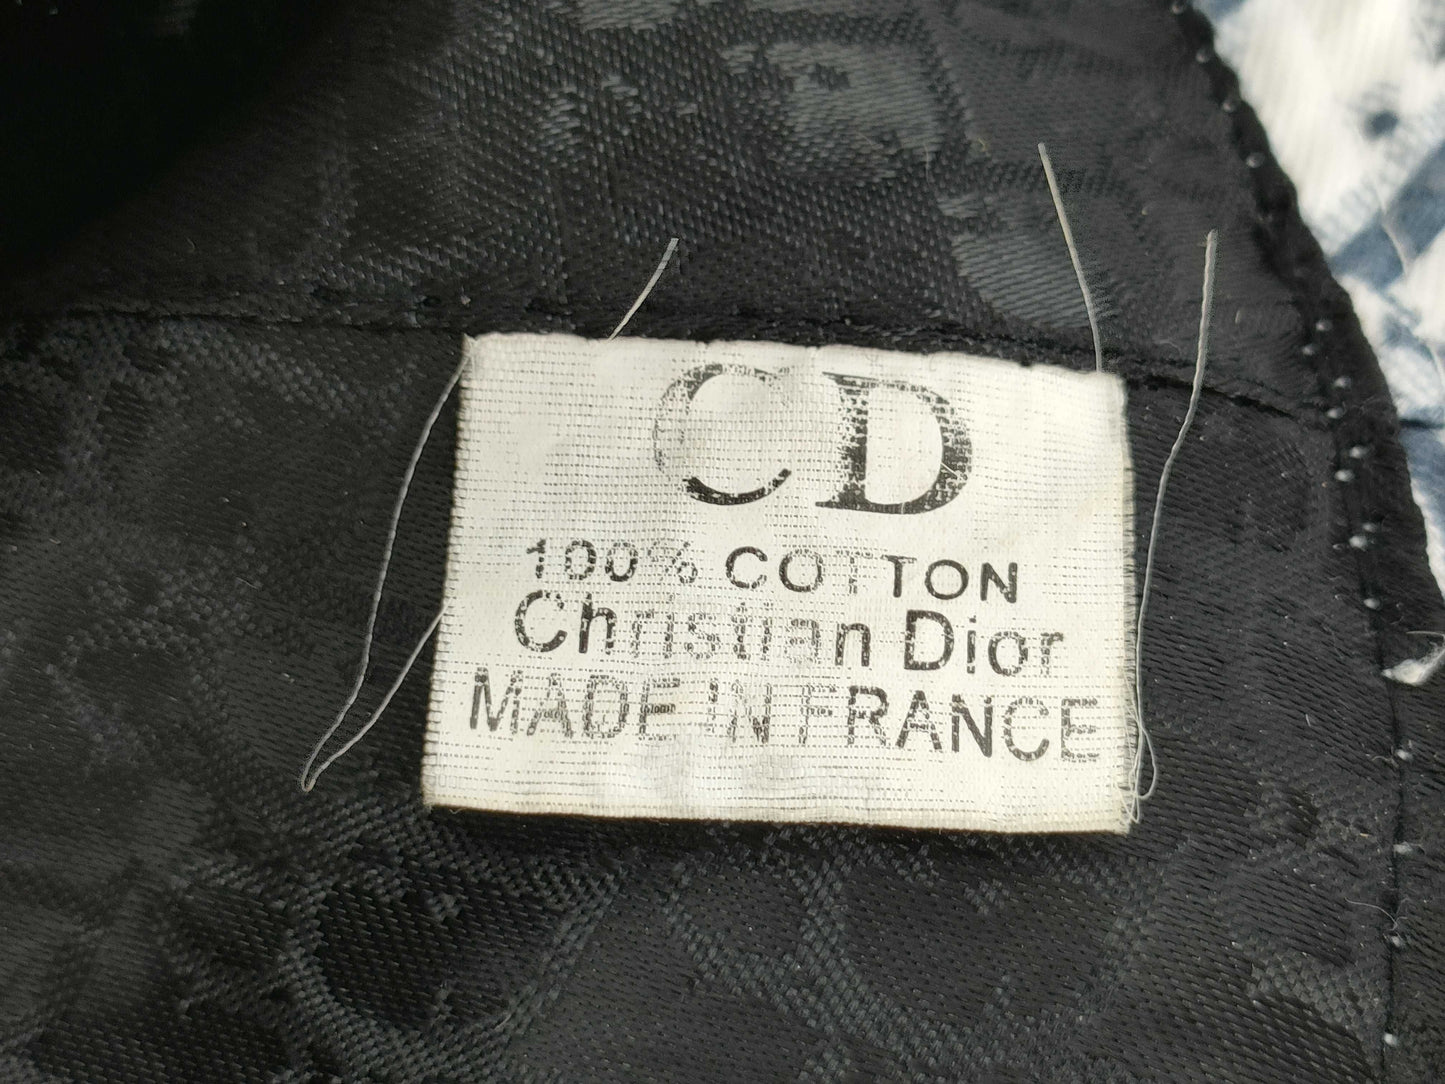 CD
100% COTTON
Christian Dior
MADE IN FRANCE